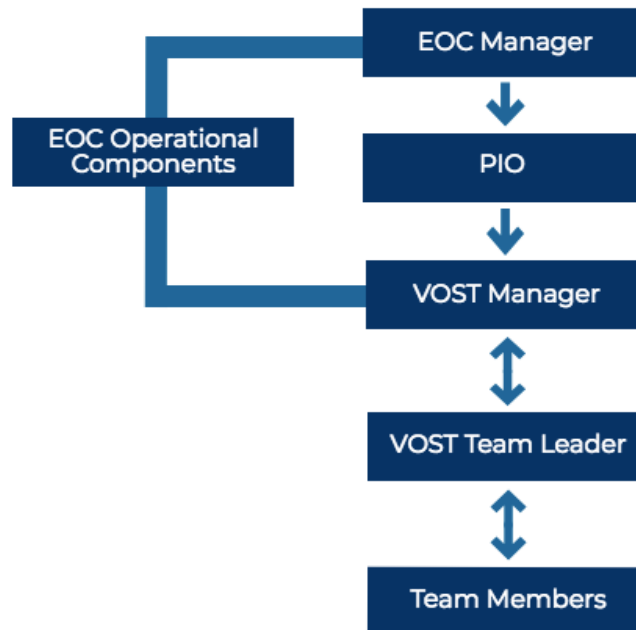 EOC Manager
EOC Operational
Components
PIO
VOST Manager
VOST Team Leader
Team Members